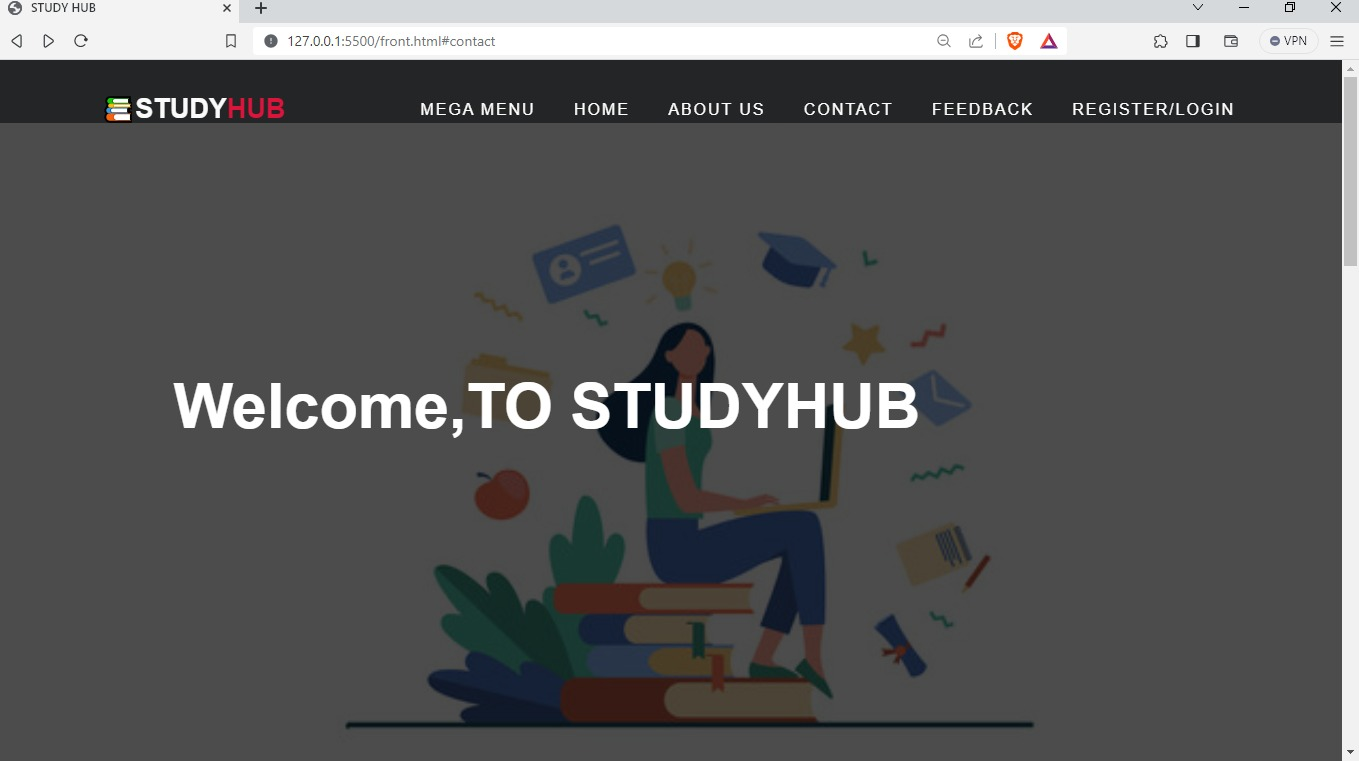 STUDY HUB
127.0.0.1:5500/front.html#contact
VPN
STUDYHUB
MEGA MENU HOME ABOUT US CONTACT FEEDBACK REGISTER/LOGIN
Welcome,TO STUDYHUB